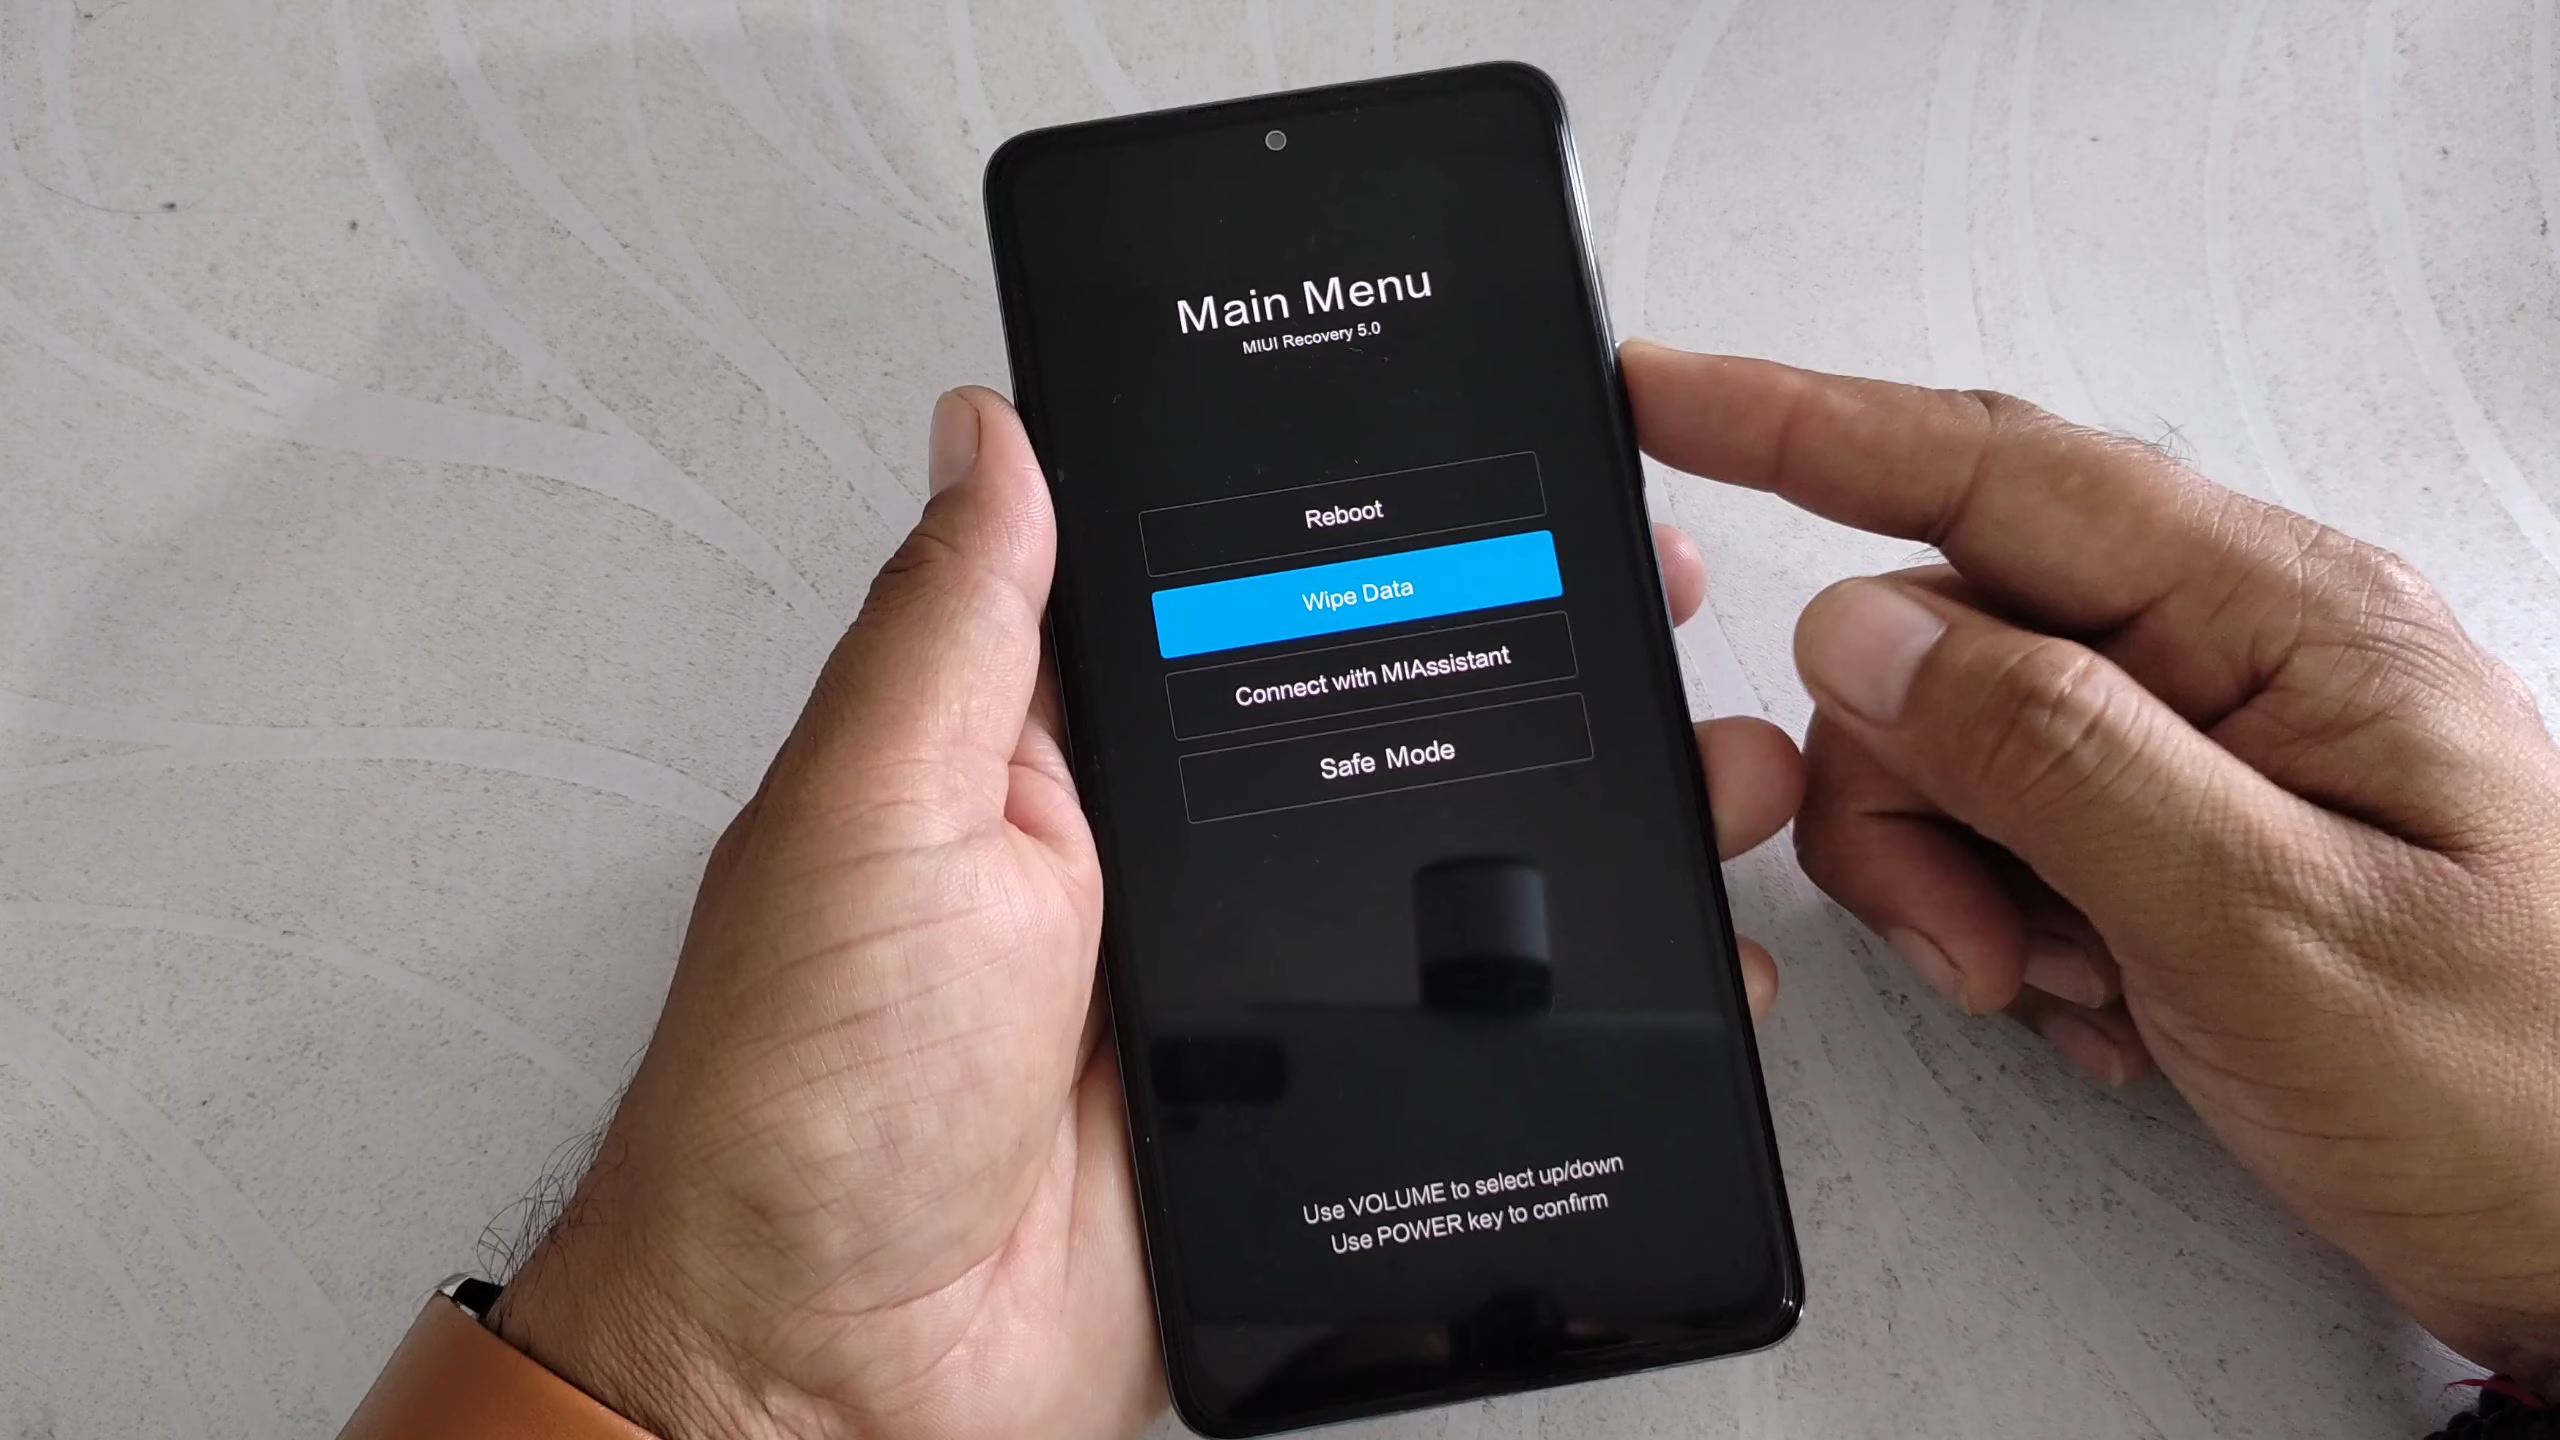 Main Menu
MIUI Recovery 5.0
Reboot
Wipe Data
Connect with MIAssistant
Safe Mode
Use VOLUME to select up/down
Use POWER key to confirm